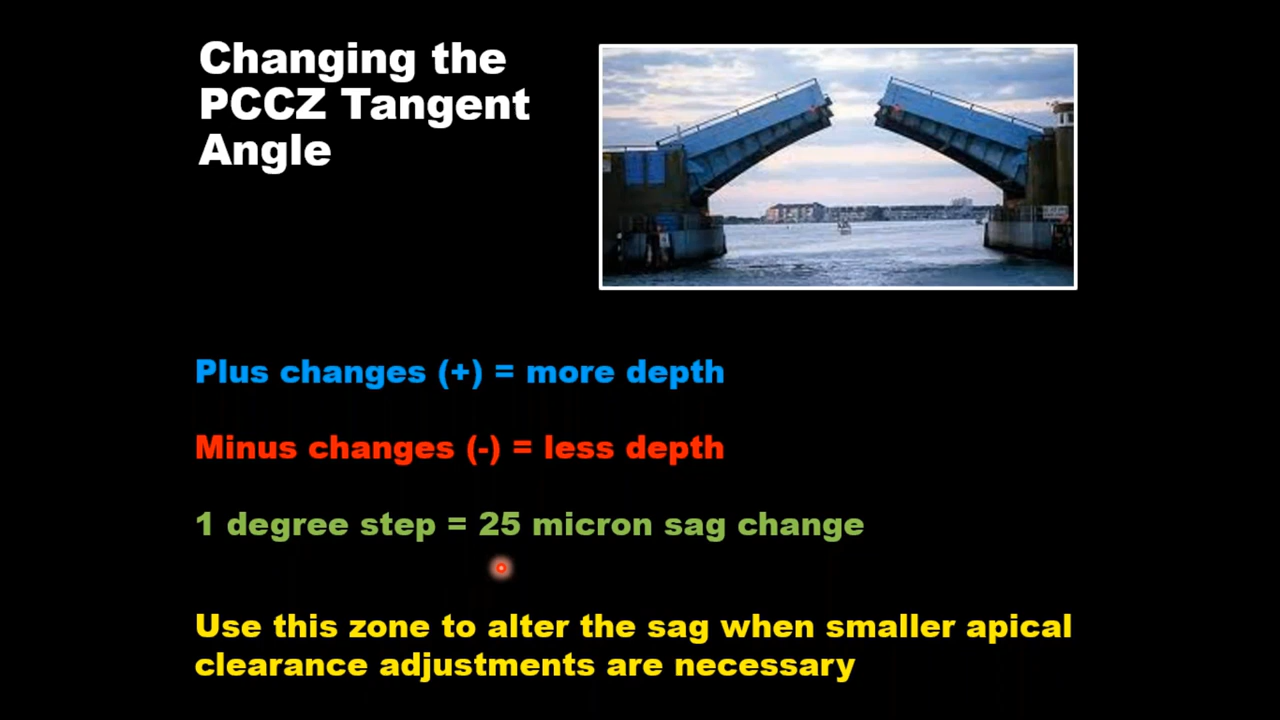 Changing the
PCCZ Tangent
Angle
Plus changes (+) = more depth
Minus changes (-) = less depth
1 degree step = 25 micron sag change
Use this zone to alter the sag when smaller apical
clearance adjustments are necessary